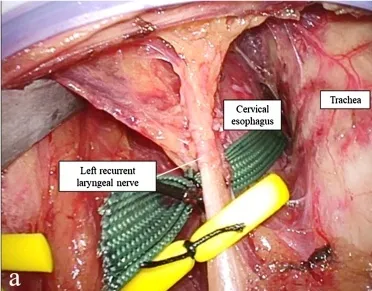 Cervical
esophagus
Trachea
Left recurrent
laryngeal nerve
a